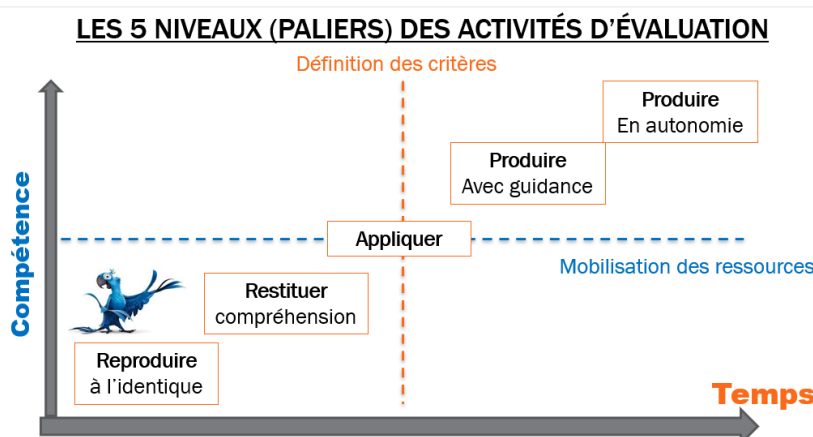 LES 5 NIVEAUX (PALIERS) DES ACTIVITÉS D’ÉVALUATION
Définition des critères
Produire
En autonomie
Produire
Avec guidance
Appliquer
Mobilisation des ressources
Compétence
Restituer
compréhension
Reproduire
à l’identique
Temps